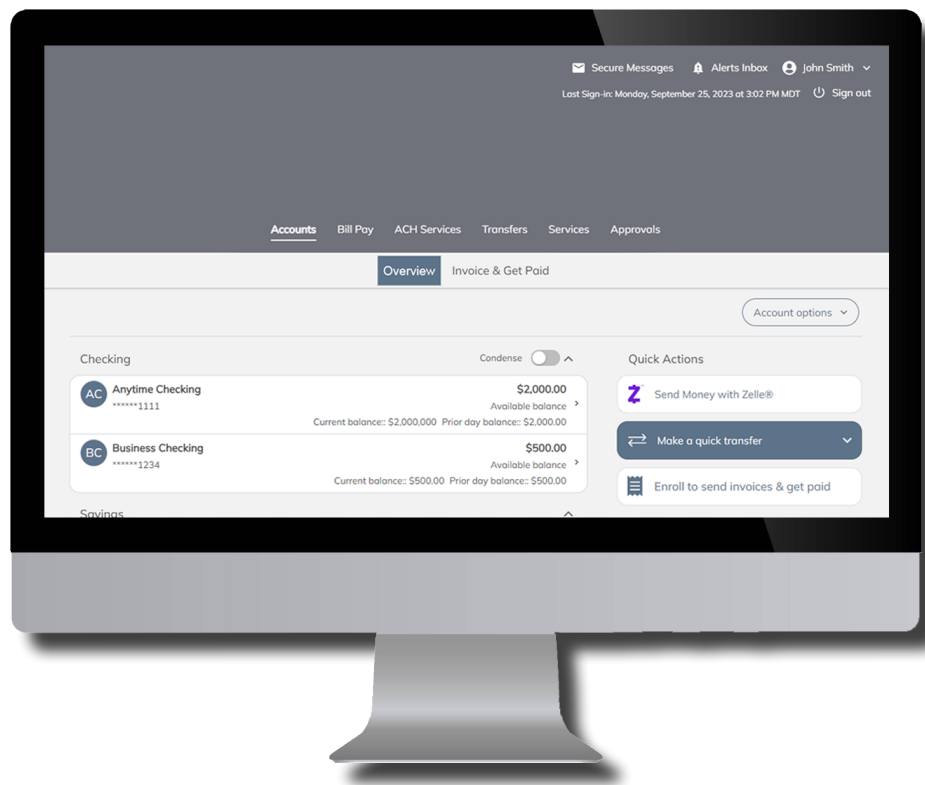 Secure Messages Alerts Inbox John Smith
Last Sign-in: Monday, September 25, 2023 at 3:02 PM MDT Sign out
Accounts Bill Pay ACH Services Transfers Services Approvals
Overview Invoice & Get Paid
Account options
Checking Condense
AC Anytime Checking $2,000.00
******1111 Available balance
Current balance:: $2,000,000 Prior day balance:: $2,000.00
BC Business Checking $500.00
******1234 Available balance
Current balance:: $500.00 Prior day balance:: $500.00
Savings
Quick Actions
Send Money with Zelle®
Make a quick transfer
Enroll to send invoices & get paid